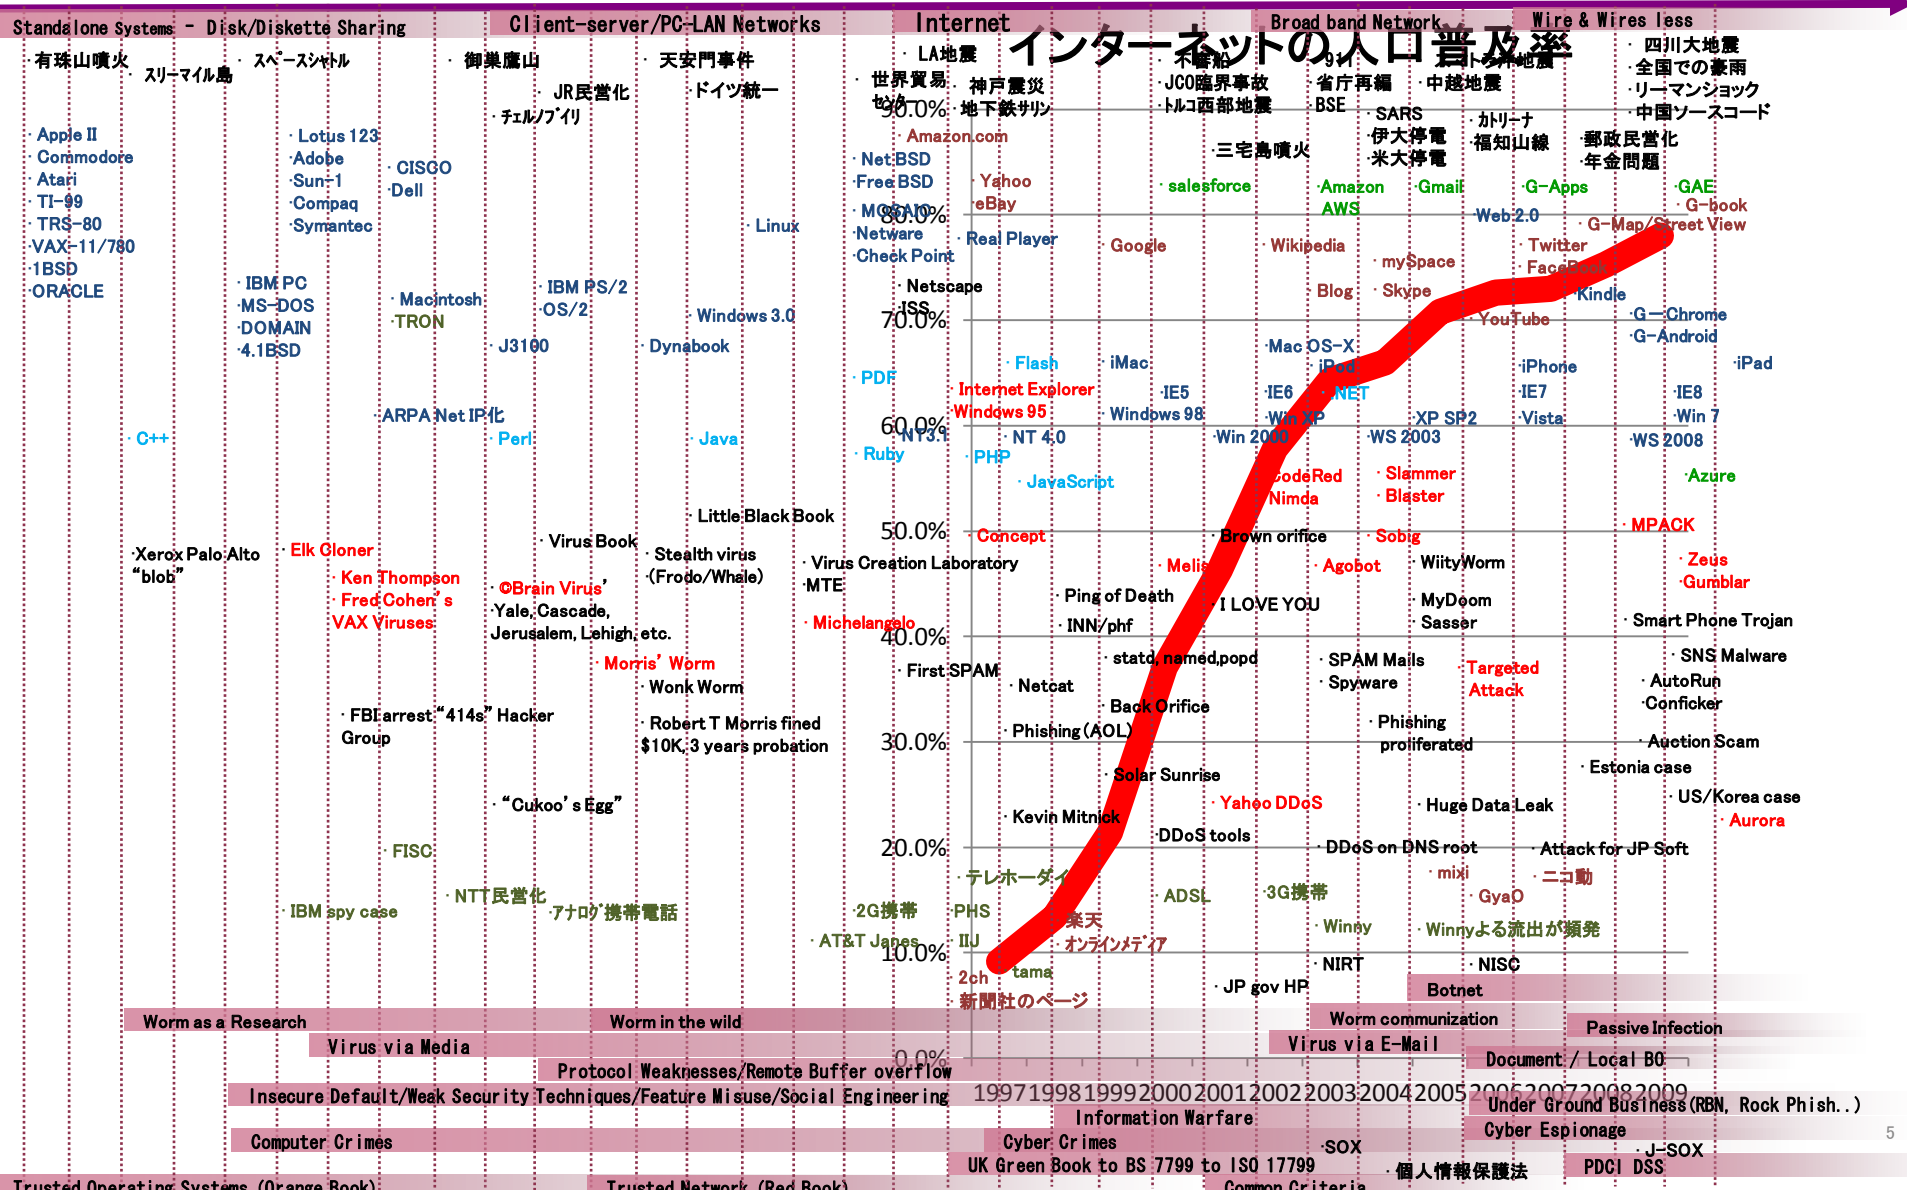 Standalone Systems - Disk/Diskette Sharing
Client-server/PC-LAN Networks
Internet
Broad band Network
Wire & Wires less
インターネットの人口普及率
・有珠山噴火
・スリーマイル島
・スペースシャトル
・御巣鷹山
・JR民営化
・チェルノブイリ
・天安門事件
・ドイツ統一
・LA地震
・世界貿易
センター
・神戸震災
・地下鉄サリン
・不審船
・JCO臨界事故
・トルコ西部地震
・三宅島噴火
・911
・省庁再編
・BSE
・中越地震
・SARS
・伊大停電
・米大停電
・カトリーナ
・福知山線
・郵政民営化
・年金問題
・四川大地震
・全国での豪雨
・リーマンショック
・中国ソースコード
・Apple II
・Commodore
・Atari
・TI-99
・TRS-80
・VAX-11/780
・1BSD
・ORACLE
・Lotus 123
・Adobe
・Sun-1
・Compaq
・Symantec
・CISCO
・Dell
・IBM PC
・MS-DOS
・DOMAIN
・4.1BSD
・Macintosh
・TRON
・IBM PS/2
・OS/2
・J3100
・Linux
・Windows 3.0
・Dynabook
・ARPA Net IP化
・C++
・Perl
・Java
・Amazon.com
・Net BSD
・Free BSD
・MOSAIC
・Netware
・Check Point
・Netscape
・ISS
・PDF
・NT3.1
・Ruby
・Yahoo
・eBay
・Real Player
・Flash
・Internet Explorer
・Windows 95
・NT 4.0
・PHP
・JavaScript
・Google
・iMac
・Windows 98
・salesforce
・IE5
・Win 2000
・Wikipedia
・Mac OS-X
・IE6
・Win XP
・Amazon
AWS
・Blog
・iPod
・.NET
・mySpace
・Skype
・WS 2003
・Gmail
・XP SP2
・Web 2.0
・YouTube
・G-Apps
・Twitter
・FaceBook
・iPhone
・IE7
・Vista
・G-Map/Street View
・Kindle
・G-Chrome
・G-Android
・WS 2008
・GAE
・G-book
・iPad
・IE8
・Win 7
・Azure
90.0%
80.0%
70.0%
60.0%
50.0%
40.0%
30.0%
20.0%
10.0%
0.0%
・Xerox Palo Alto
“blob”
・Elk Cloner
・Ken Thompson
・Fred Cohen’s
VAX Viruses
・Virus Book
・©Brain Virus’
・Yale, Cascade,
Jerusalem, Lehigh, etc.
・Morris’ Worm
・Wonk Worm
・Little Black Book
・Stealth virus
・(Frodo/Whale)
・Virus Creation Laboratory
・MTE
・Michelangelo
・FBI arrest “414s” Hacker
Group
・Robert T Morris fined
$10K, 3 years probation
・“Cukoo’s Egg”
・Concept
・Ping of Death
・INN/phf
・First SPAM
・Netcat
・Phishing (AOL)
・Kevin Mitnick
・statd, named,popd
・Back Orifice
・Solar Sunrise
・DDoS tools
・Brown orifice
・I LOVE YOU
・Yahoo DDoS
・CodeRed
・Nimda
・Agobot
・SPAM Mails
・Spyware
・DDoS on DNS root
・Slammer
・Blaster
・Sobig
・Phishing
proliferated
・WiityWorm
・MyDoom
・Sasser
・Huge Data Leak
・Targeted
Attack
・Attack for JP Soft
・Estonia case
・MPACK
・Smart Phone Trojan
・Zeus
・Gumblar
・SNS Malware
・AutoRun
・Conficker
・Auction Scam
・US/Korea case
・Aurora
・FISC
・NTT民営化
・IBM spy case
・アナログ携帯電話
・2G携帯
・AT&T Janes
・テレホーダイ
・PHS
・IIJ
・tama
・2ch
・新聞社のページ
・楽天
・オンラインメディア
・ADSL
・3G携帯
・Winny
・mixi
・GyaO
・ニコ動
・Winnyよる流出が頻発
・NIRT
・NISC
・JP gov HP
Botnet
Worm as a Research
Worm in the wild
Worm communization
Passive Infection
Virus via Media
Virus via E-Mail
Document / Local BO
Protocol Weaknesses/Remote Buffer overflow
Insecure Default/Weak Security Techniques/Feature Misuse/Social Engineering
1997 1998 1999 2000 2001 2002 2003 2004 2005 2006 2007 2008 2009
Under Ground Business(RBN, Rock Phish..)
Information Warfare
Cyber Espionage
Computer Crimes
Cyber Crimes
・SOX
・J-SOX
UK Green Book to BS 7799 to ISO 17799
・個人情報保護法
PDCI DSS
Trusted Operating Systems (Orange Book)
Trusted Network (Red Book)
Common Criteria
5